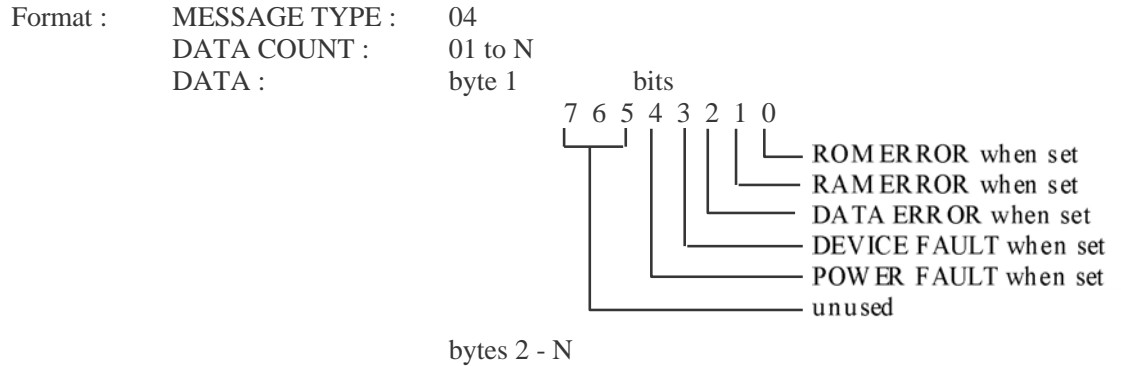 Format : MESSAGE TYPE : 04
DATA COUNT : 01 to N
DATA : byte 1 bits
7 6 5 4 3 2 1 0
ROM ERROR when set
RAM ERROR when set
DATA ERROR when set
DEVICE FAULT when set
POWER FAULT when set
unused
bytes 2 - N